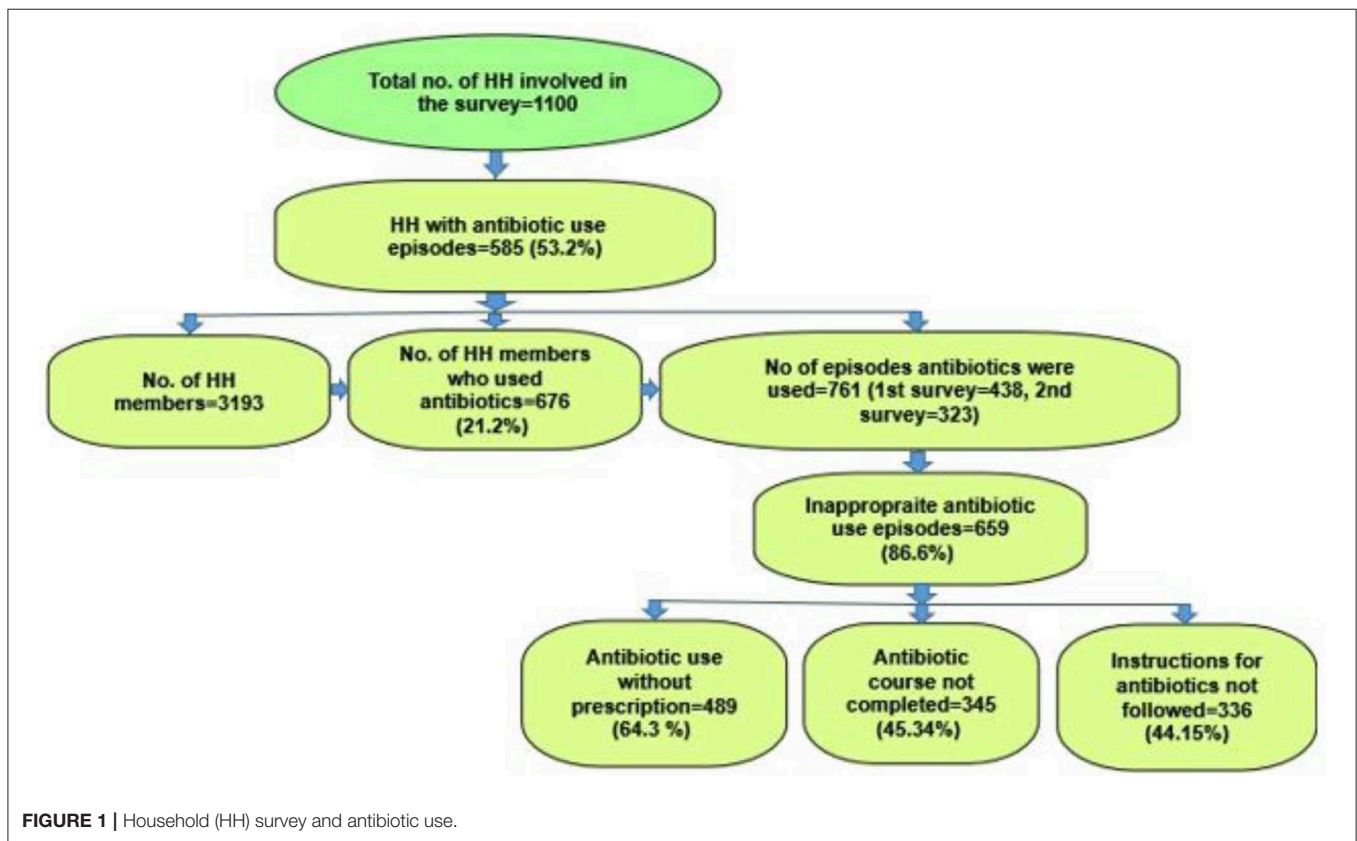 Total no. of HH involved in
the survey=1100
HH with antibiotic use
episodes=585 (53.2%)
No. of HH
members=3193
No. of HH members
who used
antibiotics=676
(21.2%)
No of episodes antibiotics were
used=761 (1st survey=438, 2nd
survey=323)
Inappropraite antibiotic
use episodes=659
(86.6%)
Antibiotic use
without
prescription=489
(64.3 %)
Antibiotic
course not
completed=345
(45.34%)
Instructions for
antibiotics not
followed=336
(44.15%)
FIGURE 1 | Household (HH) survey and antibiotic use.